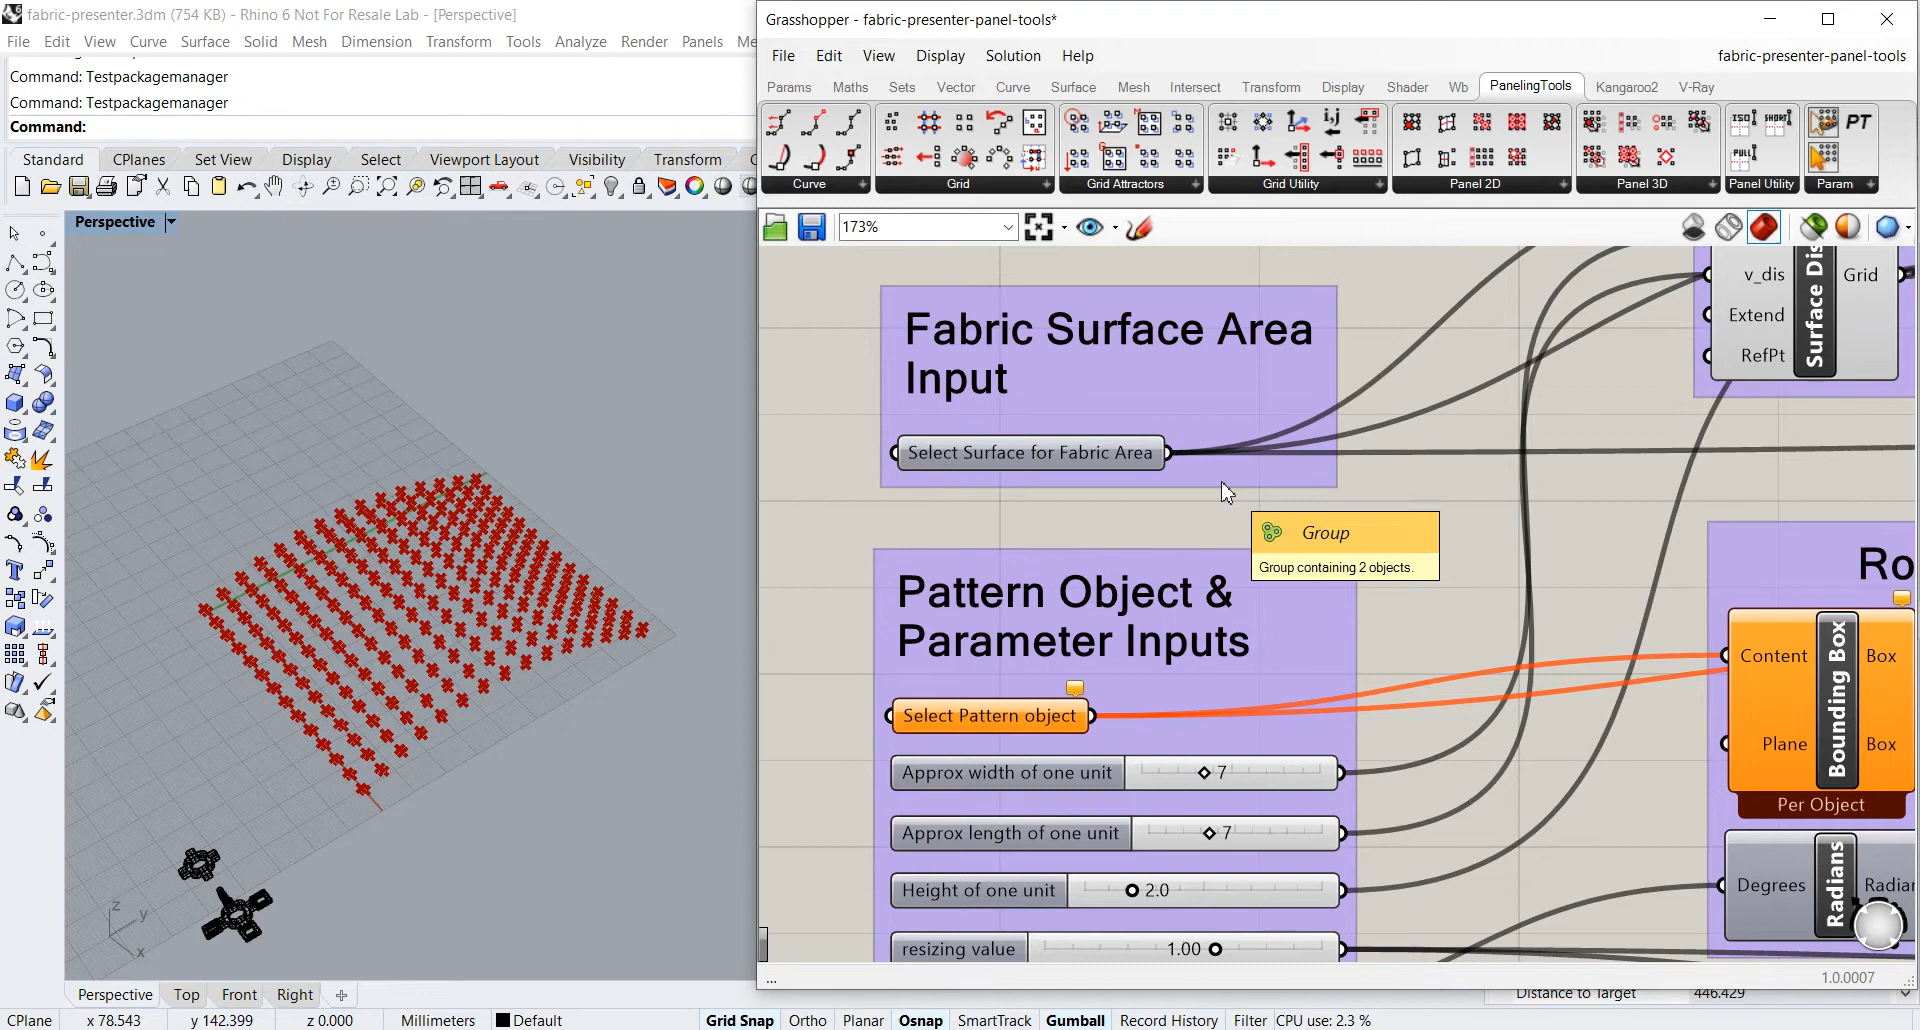 fabric-presenter.3dm (754 KB) - Rhino 6 Not For Resale Lab - [Perspective]
File Edit View Curve Surface Solid Mesh Dimension Transform Tools Analyze Render Panels Me
Command: Testpackagemanager
Command: Testpackagemanager
Command:
Standard CPlanes Set View Display Select Viewport Layout Visibility Transform
Perspective
z
y
x
Perspective Top Front Right
CPlane x 78.543 y 142.399 z 0.000 Millimeters Default Grid Snap Ortho Planar Osnap SmartTrack Gumball Record History Filter CPU use: 2.3 %
Distance to Target 446.429
Grasshopper - fabric-presenter-panel-tools*
File Edit View Display Solution Help
fabric-presenter-panel-tools
Params Maths Sets Vector Curve Surface Mesh Intersect Transform Display Shader Wb PanelingTools Kangaroo2 V-Ray
ISO SHORT PT
PULL
Curve Grid Grid Attractors Grid Utility Panel 2D Panel 3D Panel Utility Param
173%
Fabric Surface Area
Input
Select Surface for Fabric Area
Group
Group containing 2 objects.
Pattern Object &
Parameter Inputs
Select Pattern object
Approx width of one unit 7
Approx length of one unit 7
Height of one unit 2.0
resizing value 1.00
v_dis
Extend
RefPt
Surface Dis
Grid
Ro
Content
Plane
Bounding Box
Box
Box
Per Object
Degrees
Radians
Radian
...
1.0.0007